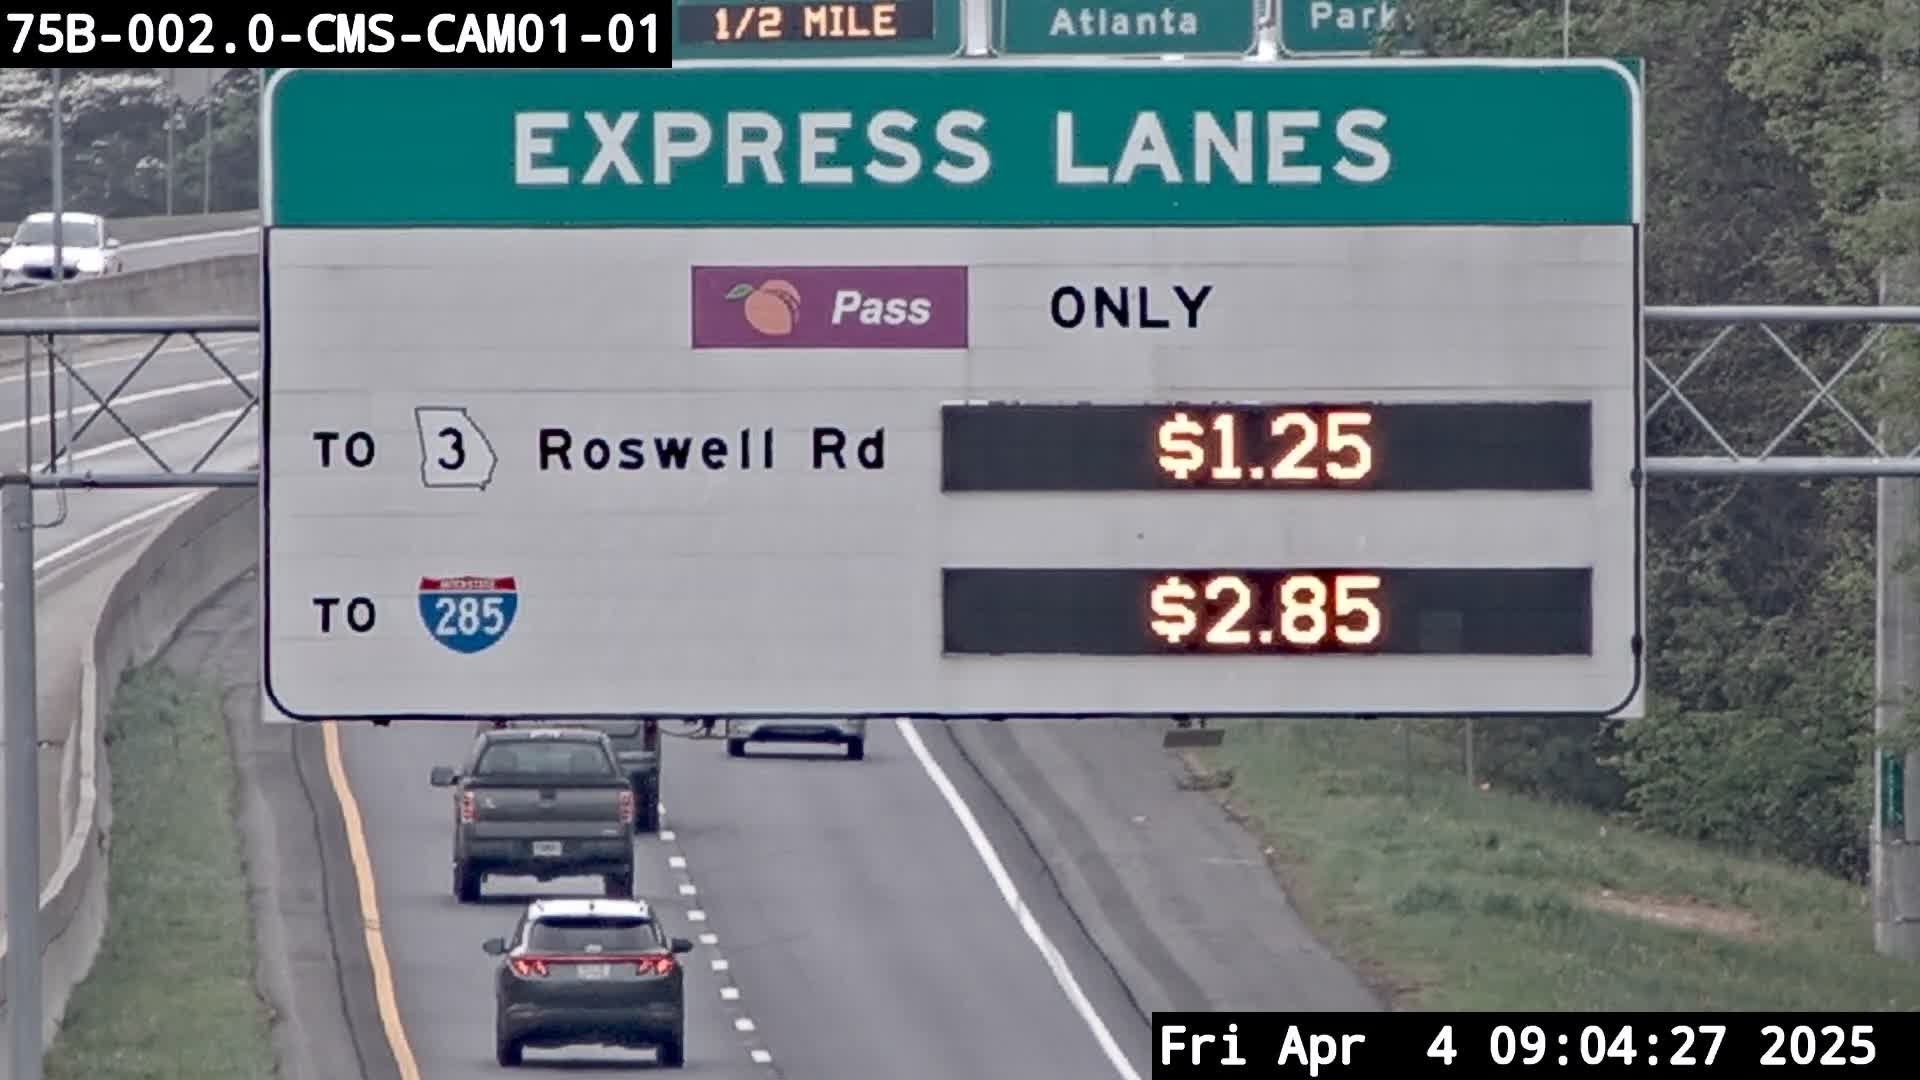 75B-002.0-CMS-CAM01-01
1/2 MILE
Atlanta
Park
EXPRESS LANES
Pass ONLY
TO 3 Roswell Rd $1.25
TO INTERSTATE 285 $2.85
Fri Apr 4 09:04:27 2025